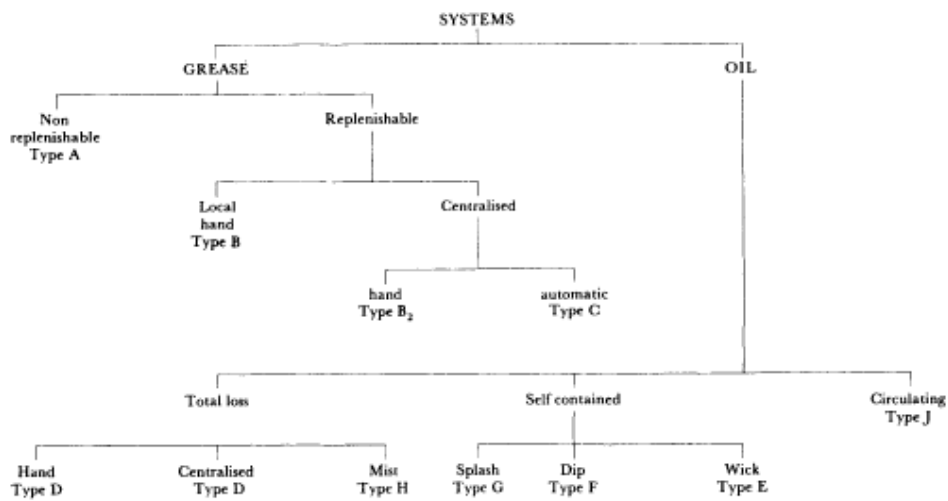 SYSTEMS
GREASE
OIL
Non
replenishable
Type A
Replenishable
Local
hand
Type B
Centralised
hand
Type B₂
automatic
Type C
Total loss
Self contained
Circulating
Type J
Hand
Type D
Centralised
Type D
Mist
Type H
Splash
Type G
Dip
Type F
Wick
Type E